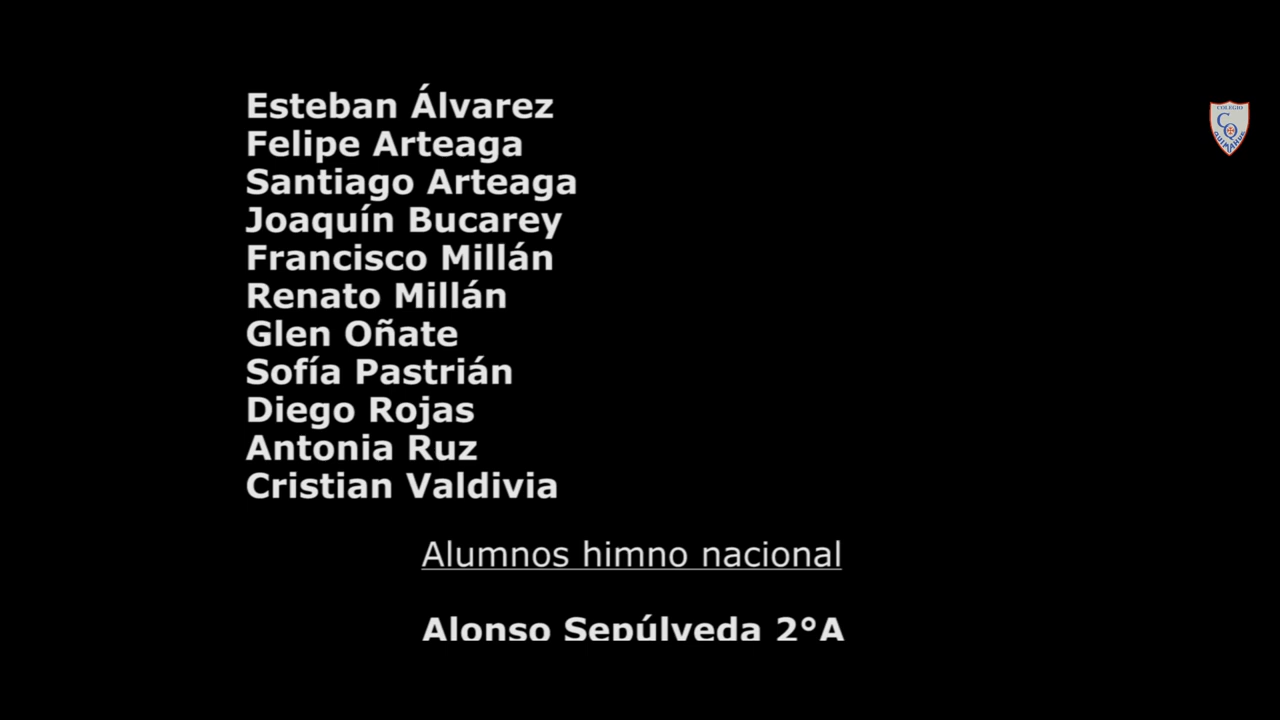 Esteban Álvarez
Felipe Arteaga
Santiago Arteaga
Joaquín Bucarey
Francisco Millán
Renato Millán
Glen Oñate
Sofía Pastrián
Diego Rojas
Antonia Ruz
Cristian Valdivia
Alumnos himno nacional
Alonso Sepúlveda 2°A
COLEGIO